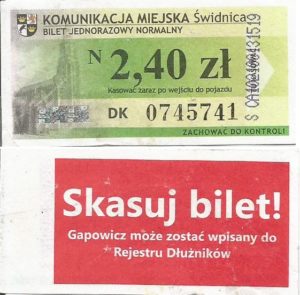 KOMUNIKACJA MIEJSKA Świdnica
BILET JEDNORAZOWY NORMALNY
N 2,40 zł
Kasować zaraz po wejściu do pojazdu
DK 0745741
ZACHOWAĆ DO KONTROLI
Skasuj bilet!
Gapowicz może zostać wpisany do
Rejestru Dłużników